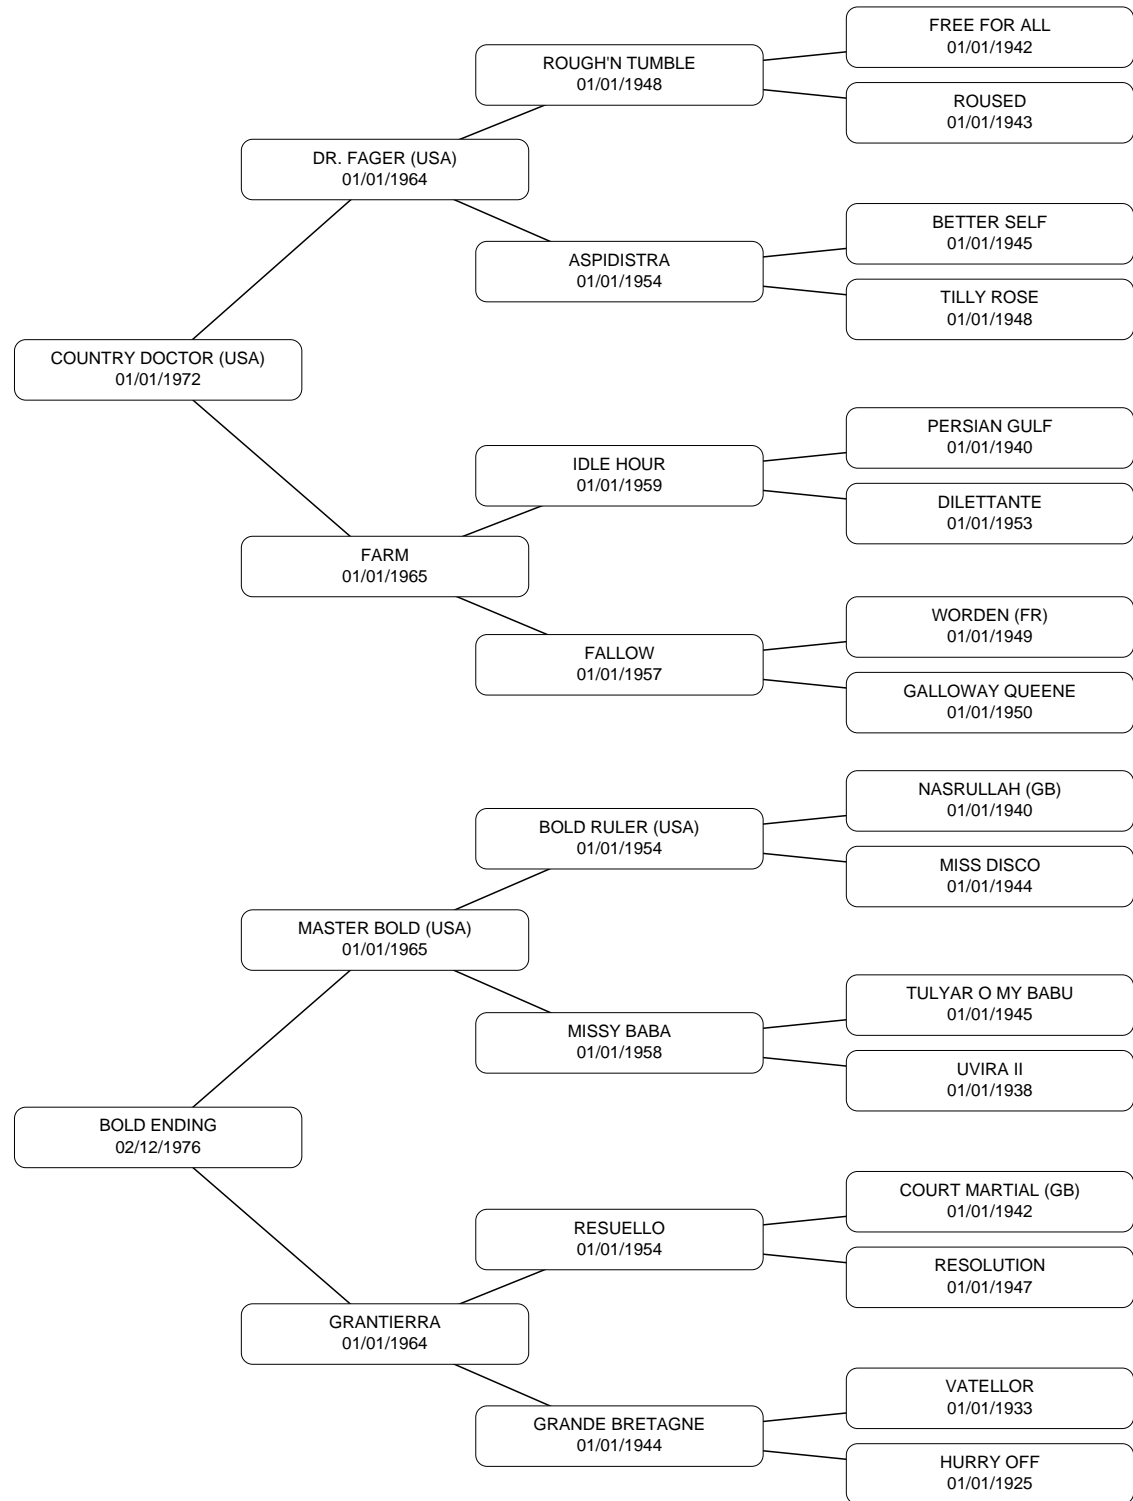 FREE FOR ALL
01/01/1942
ROUGH'N TUMBLE
01/01/1948
ROUSED
01/01/1943
DR. FAGER (USA)
01/01/1964
BETTER SELF
01/01/1945
ASPIDISTRA
01/01/1954
TILLY ROSE
01/01/1948
COUNTRY DOCTOR (USA)
01/01/1972
PERSIAN GULF
01/01/1940
IDLE HOUR
01/01/1959
DILETTANTE
01/01/1953
FARM
01/01/1965
WORDEN (FR)
01/01/1949
FALLOW
01/01/1957
GALLOWAY QUEENE
01/01/1950
NASRULLAH (GB)
01/01/1940
BOLD RULER (USA)
01/01/1954
MISS DISCO
01/01/1944
MASTER BOLD (USA)
01/01/1965
TULYAR O MY BABU
01/01/1945
MISSY BABA
01/01/1958
UVIRA II
01/01/1938
BOLD ENDING
02/12/1976
COURT MARTIAL (GB)
01/01/1942
RESUELLO
01/01/1954
RESOLUTION
01/01/1947
GRANTIERRA
01/01/1964
VATELLOR
01/01/1933
GRANDE BRETAGNE
01/01/1944
HURRY OFF
01/01/1925